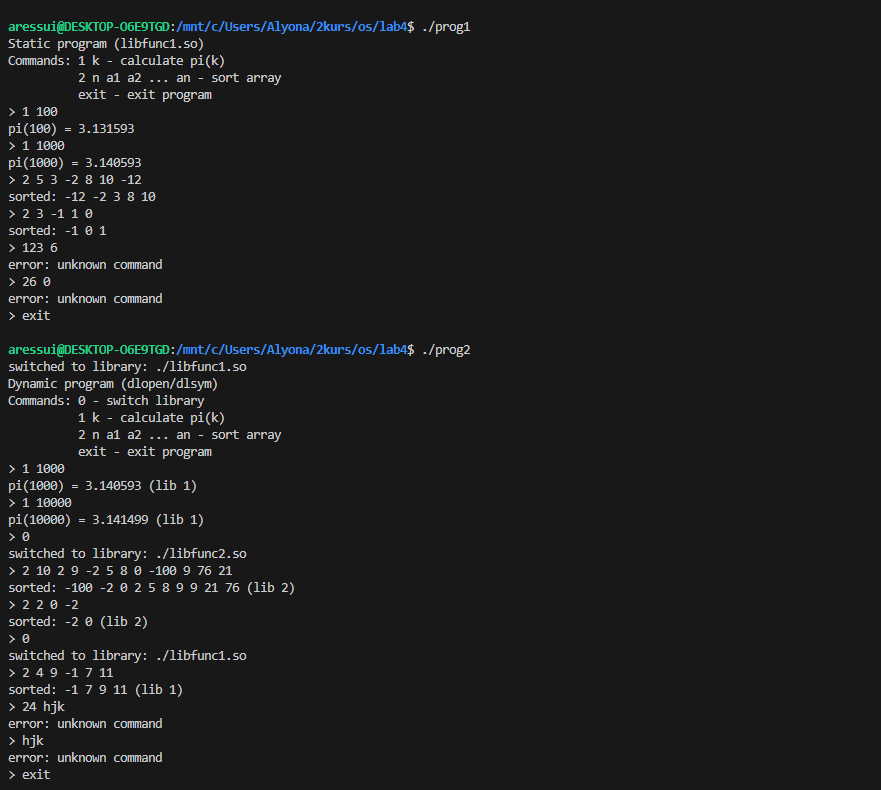 aressui@DESKTOP-O6E9TGD:/mnt/c/Users/Alyona/2kurs/os/lab4$ ./prog1
Static program (libfunc1.so)
Commands: 1 k - calculate pi(k)
          2 n a1 a2 ... an - sort array
          exit - exit program
> 1 100
pi(100) = 3.131593
> 1 1000
pi(1000) = 3.140593
> 2 5 3 -2 8 10 -12
sorted: -12 -2 3 8 10
> 2 3 -1 1 0
sorted: -1 0 1
> 123 6
error: unknown command
> 26 0
error: unknown command
> exit

aressui@DESKTOP-O6E9TGD:/mnt/c/Users/Alyona/2kurs/os/lab4$ ./prog2
switched to library: ./libfunc1.so
Dynamic program (dlopen/dlsym)
Commands: 0 - switch library
          1 k - calculate pi(k)
          2 n a1 a2 ... an - sort array
          exit - exit program
> 1 1000
pi(1000) = 3.140593 (lib 1)
> 1 10000
pi(10000) = 3.141499 (lib 1)
> 0
switched to library: ./libfunc2.so
> 2 10 2 9 -2 5 8 0 -100 9 76 21
sorted: -100 -2 0 2 5 8 9 9 21 76 (lib 2)
> 2 2 0 -2
sorted: -2 0 (lib 2)
> 0
switched to library: ./libfunc1.so
> 2 4 9 -1 7 11
sorted: -1 7 9 11 (lib 1)
> 24 hjk
error: unknown command
> hjk
error: unknown command
> exit